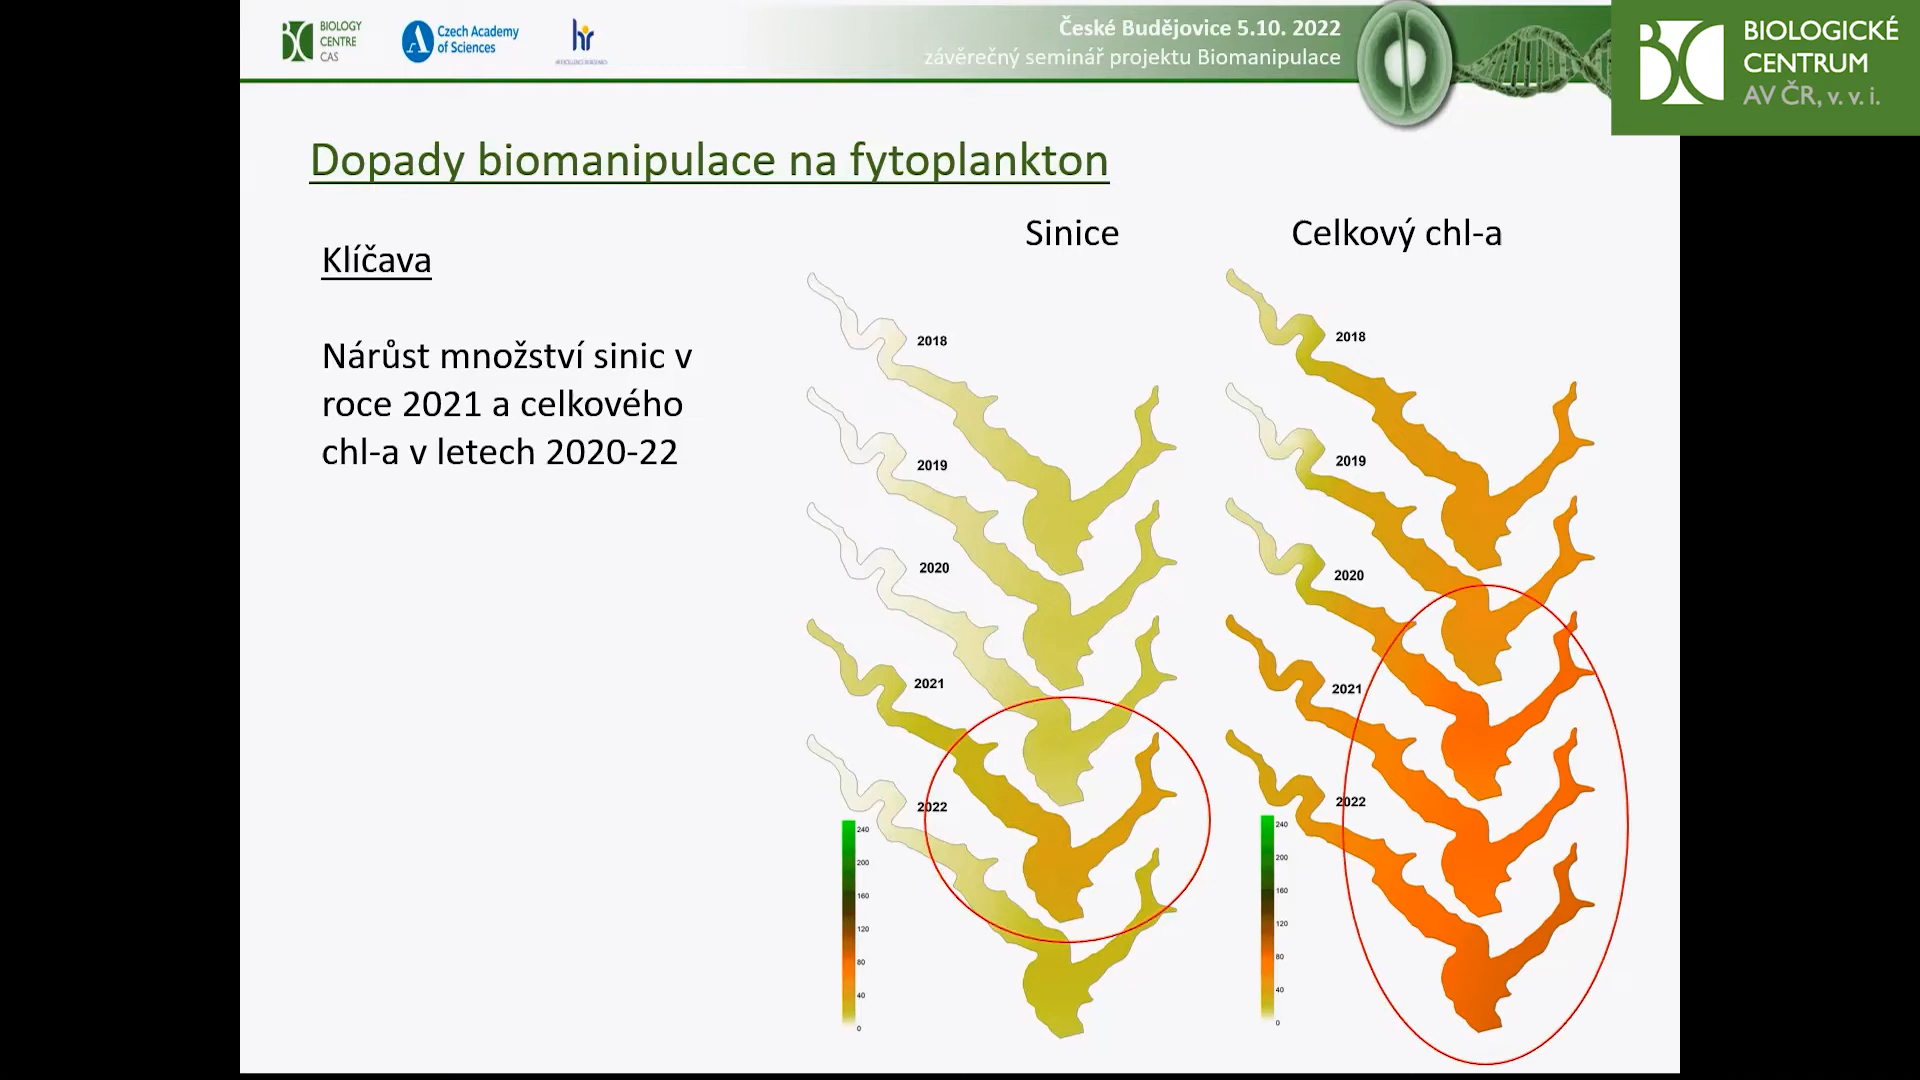 BIOLOGY
CENTRE
CAS
Czech Academy
of Sciences
hr
České Budějovice 5.10. 2022
závěrečný seminář projektu Biomanipulace
BIOLOGICKÉ
CENTRUM
AV ČR, v. v. i.
Dopady biomanipulace na fytoplankton
Klíčava
Nárůst množství sinic v
roce 2021 a celkového
chl-a v letech 2020-22
Sinice
2018
2019
2020
2021
2022
240
200
160
120
80
40
0
Celkový chl-a
2018
2019
2020
2021
2022
240
200
160
120
80
40
0